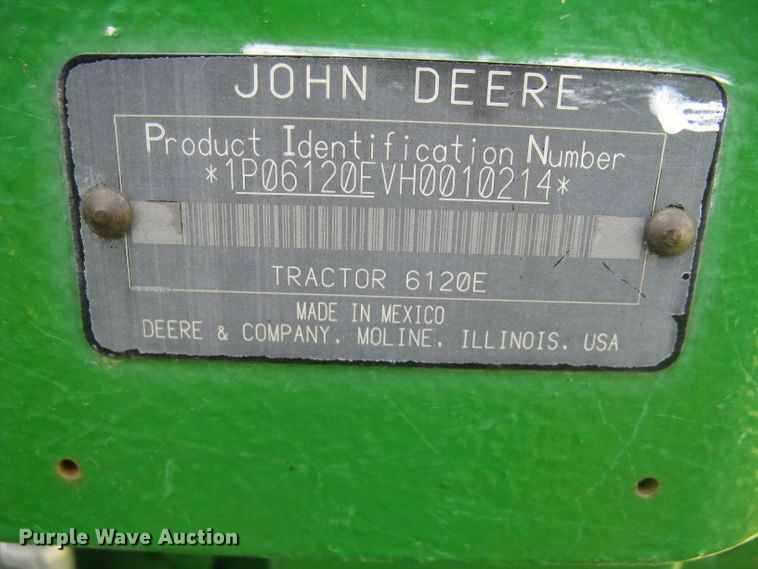 JOHN DEERE
Product Identification Number
*1P06120EVH0010214*
TRACTOR 6120E
MADE IN MEXICO
DEERE & COMPANY, MOLINE, ILLINOIS, USA
Purple Wave Auction